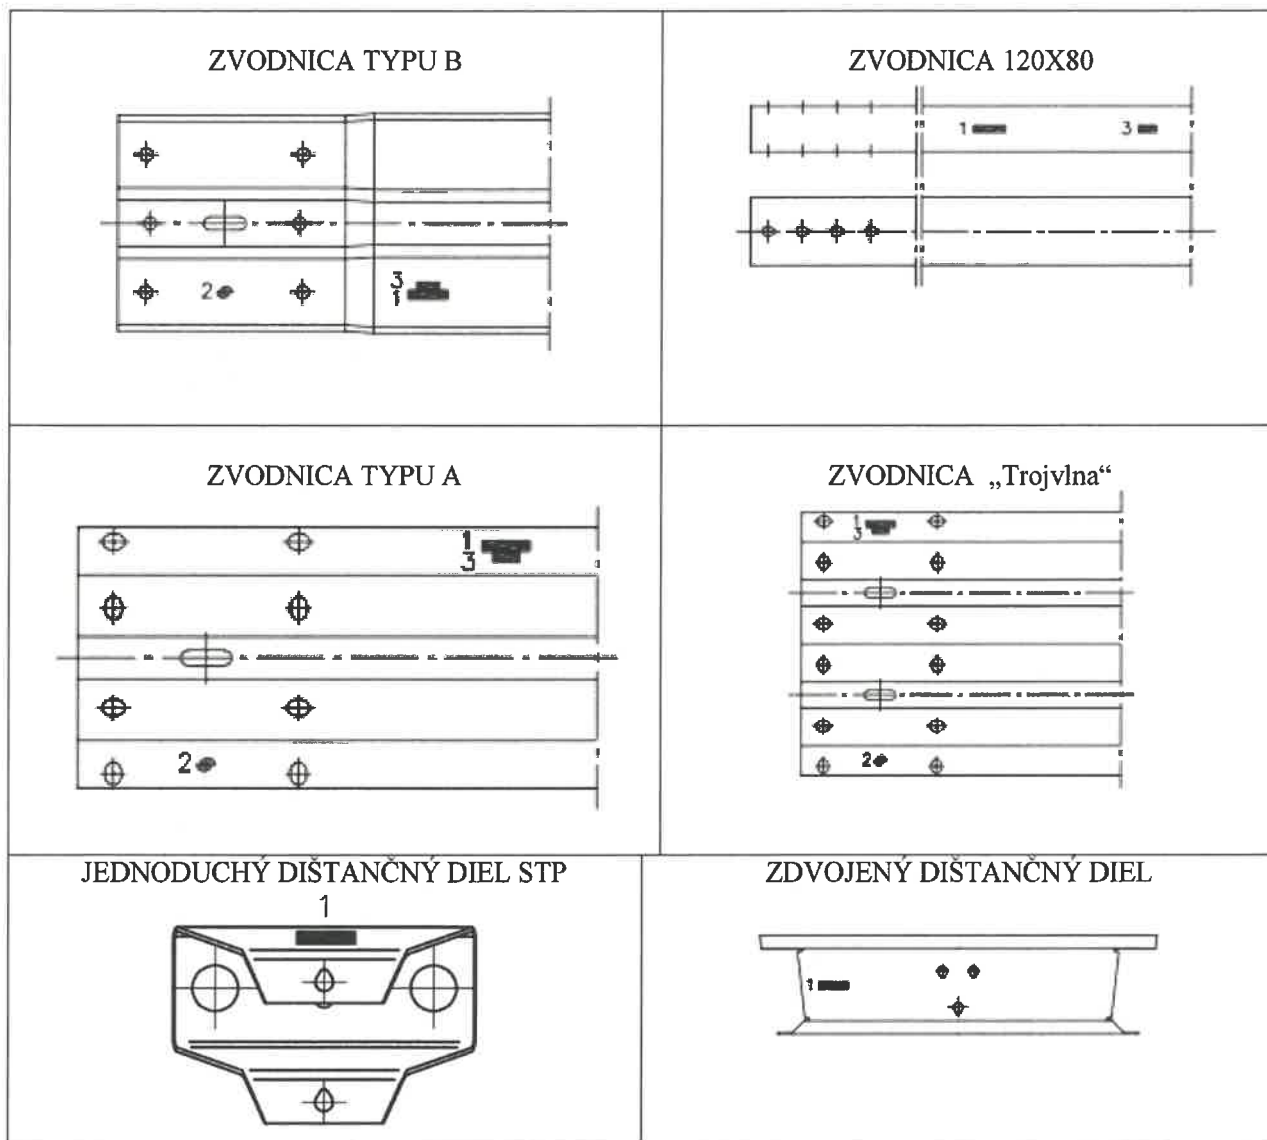 ZVODNICA TYPU B
2
3
1
ZVODNICA 120X80
1
3
ZVODNICA TYPU A
1
3
2
ZVODNICA „Trojvlna“
1
3
2
JEDNODUCHÝ DIŠTANČNÝ DIEL STP
1
ZDVOJENÝ DIŠTANČNÝ DIEL
1